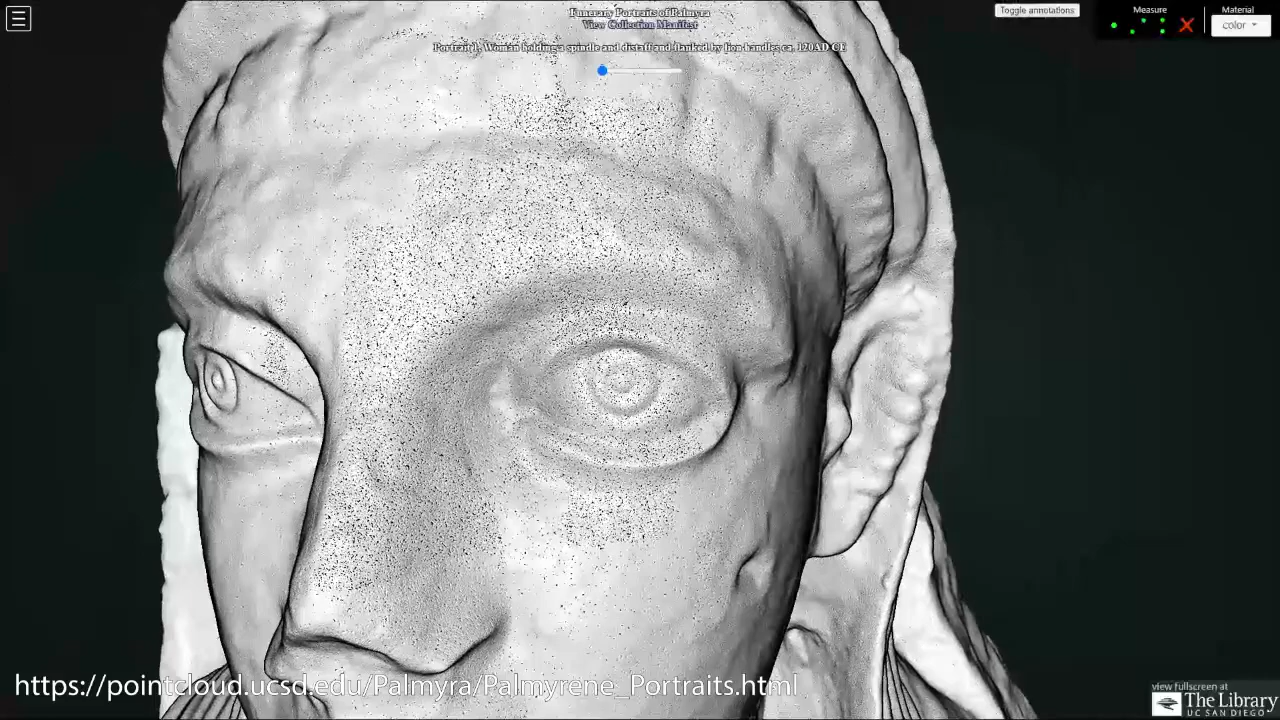 Funerary Portraits of Palmyra
View Collection Manifest
Portrait 1, Woman holding a spindle and distaff and flanked by lion handles ca. 120AD CE
Toggle annotations
Measure
Material
color
https://pointcloud.ucsd.edu/Palmyra/Palmyrene_Portraits.html
view fullscreen at
The Library
UC SAN DIEGO